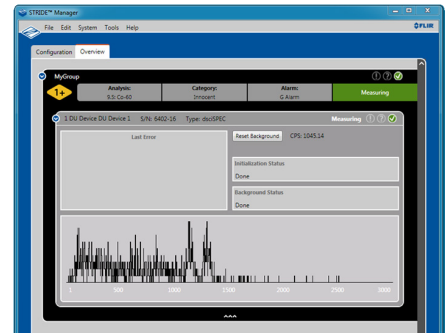 STRIDE™ Manager
File Edit System Tools Help
FLIR
Configuration Overview
MyGroup
1+
Analysis: Category: Alarm: Measuring
9.5: Co-60 Innocent G Alarm
1 DU Device DU Device 1 S/N: 6402-16 Type: dsciSPEC Measuring
Last Error Reset Background CPS: 1045.14
Initialization Status
Done
Background Status
Done
1 500 1000 1500 2000 2500 3000